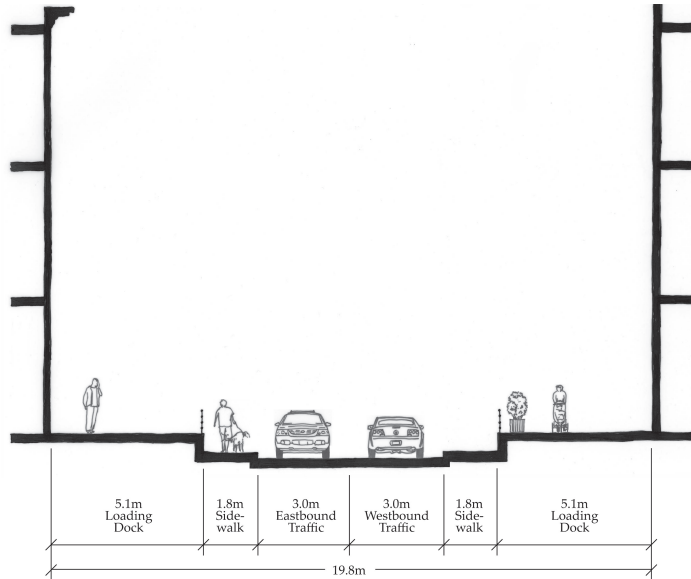 5.1m
Loading
Dock
1.8m
Side-
walk
3.0m
Eastbound
Traffic
3.0m
Westbound
Traffic
1.8m
Side-
walk
5.1m
Loading
Dock
19.8m